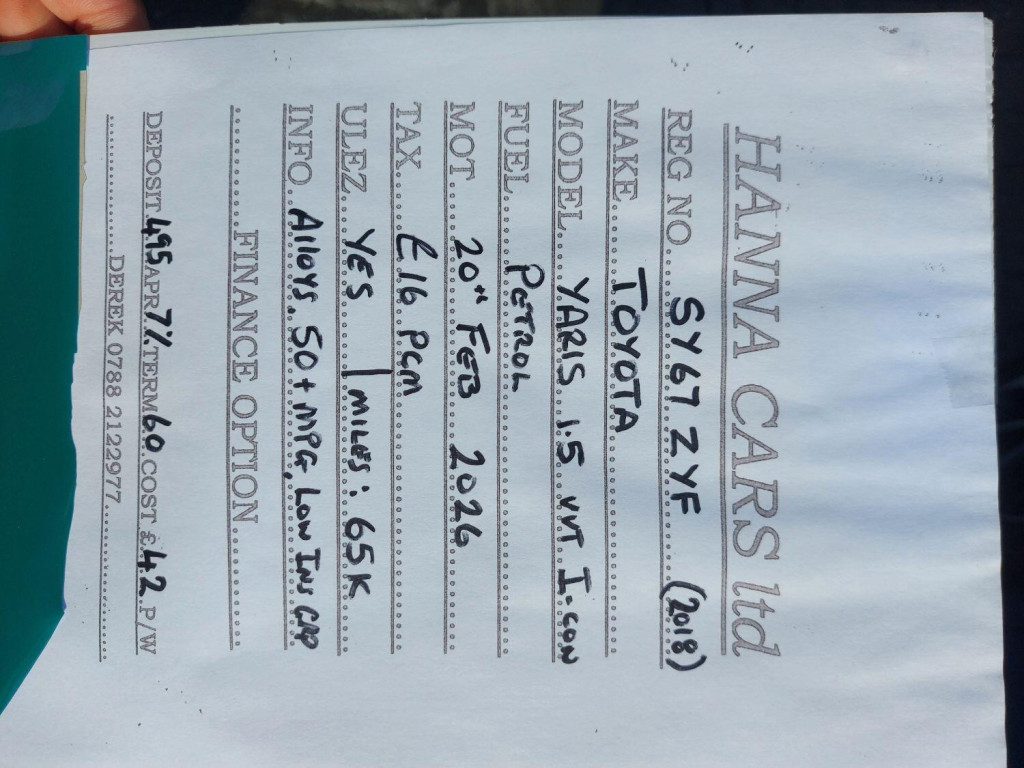 HANNA CARS ltd
REG NO.... SY67 ZYF ....(2018)
MAKE.... TOYOTA ....
MODEL.... YARIS 1.5 VVT I-CON
FUEL.... PETROL ....
MOT.... 20TH FEB 2026 ....
TAX.... £16 PCM ....
ULEZ... YES .... | MILES: 65K ....
INFO.. Alloys. 50+ MPG, LOW INS GRP
.............FINANCE OPTION.............
DEPOSIT.495 APR.7% TERM 60.COST £42.P/W
....................DEREK 0788 2122977....................